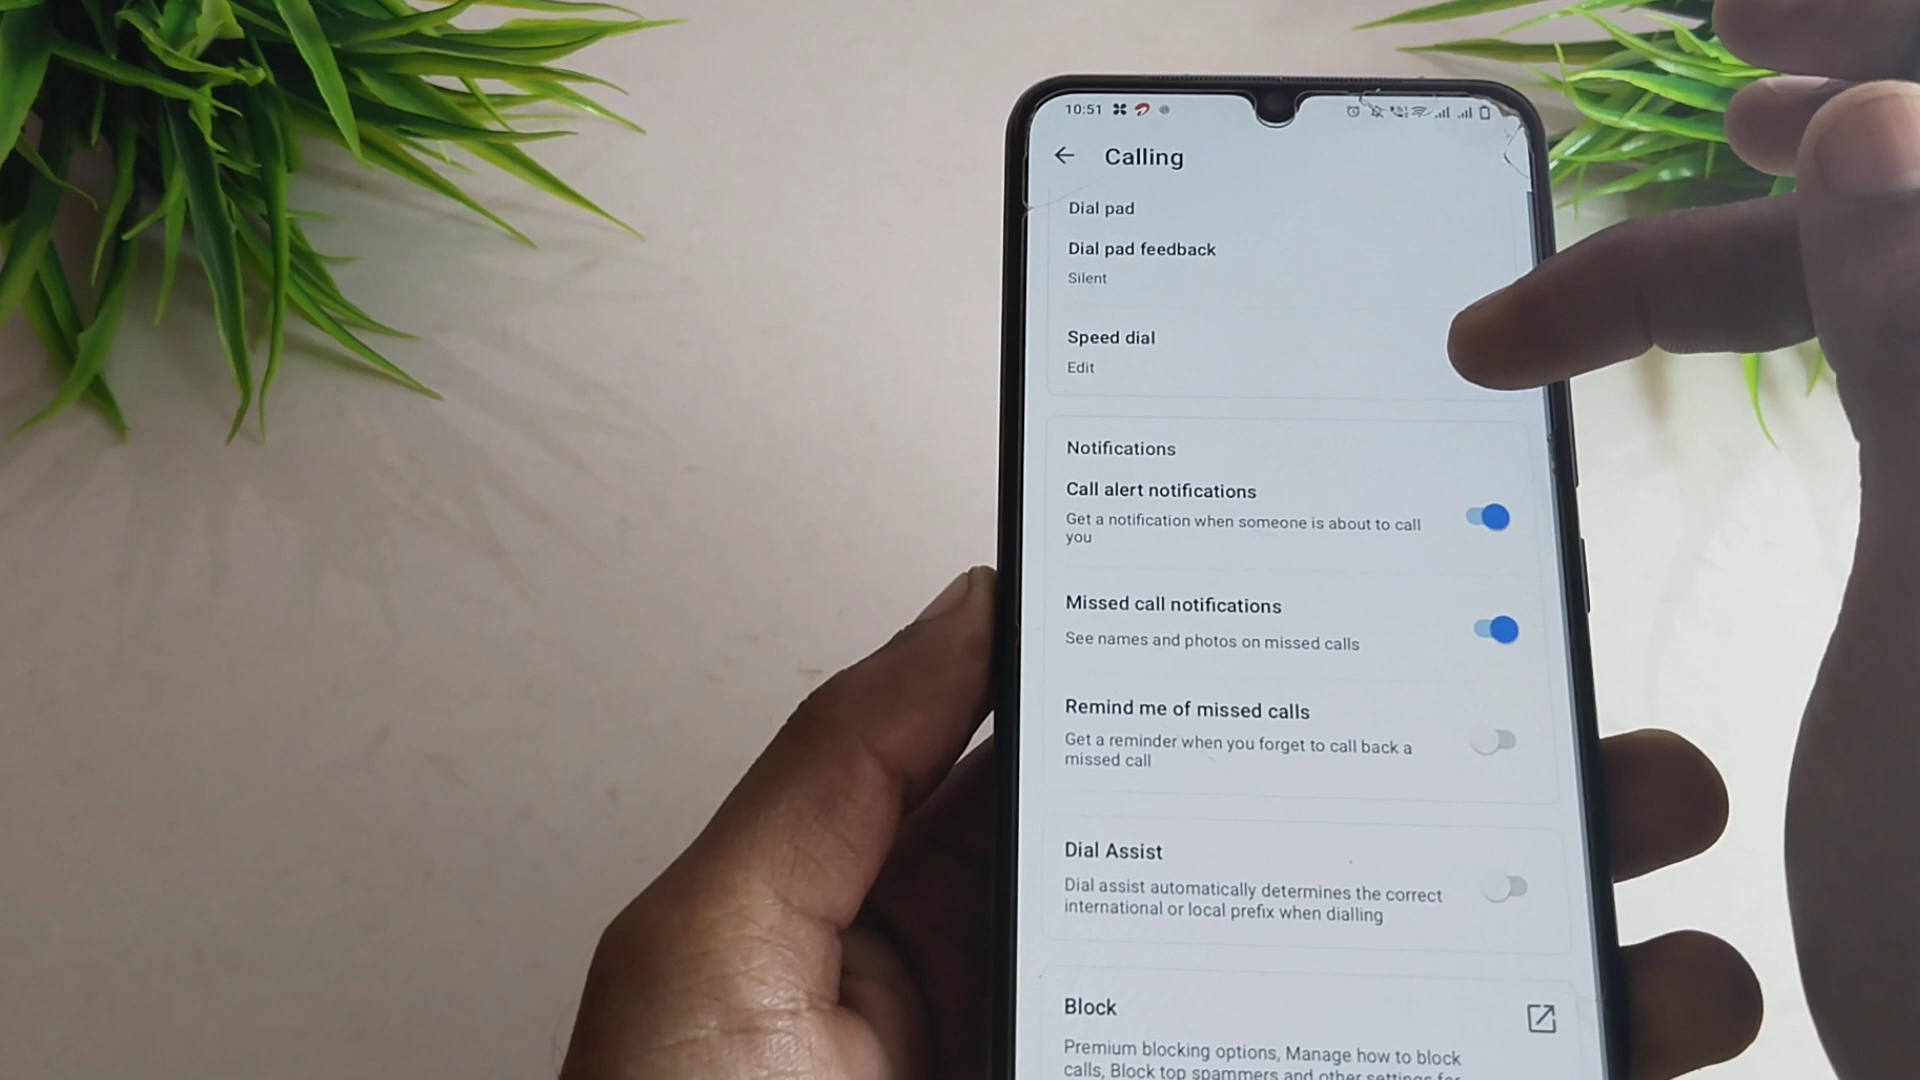 10:51
Calling
Dial pad
Dial pad feedback
Silent
Speed dial
Edit
Notifications
Call alert notifications
Get a notification when someone is about to call
you
Missed call notifications
See names and photos on missed calls
Remind me of missed calls
Get a reminder when you forget to call back a
missed call
Dial Assist
Dial assist automatically determines the correct
international or local prefix when dialling
Block
Premium blocking options, Manage how to block
calls, Block top spammers and other settings for